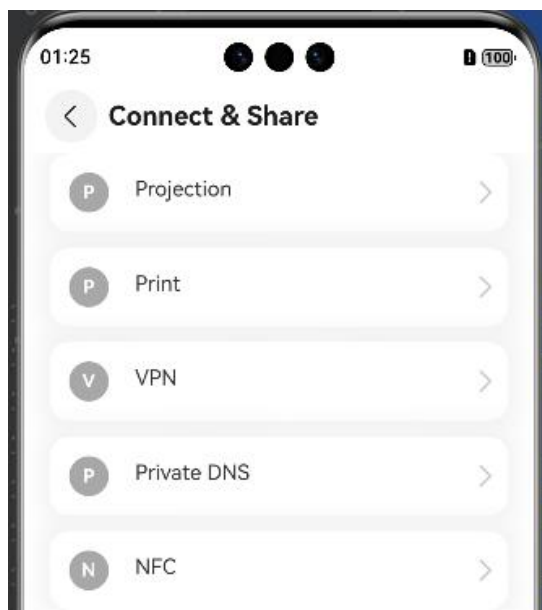 01:25
100
Connect & Share
P Projection
P Print
V VPN
P Private DNS
N NFC